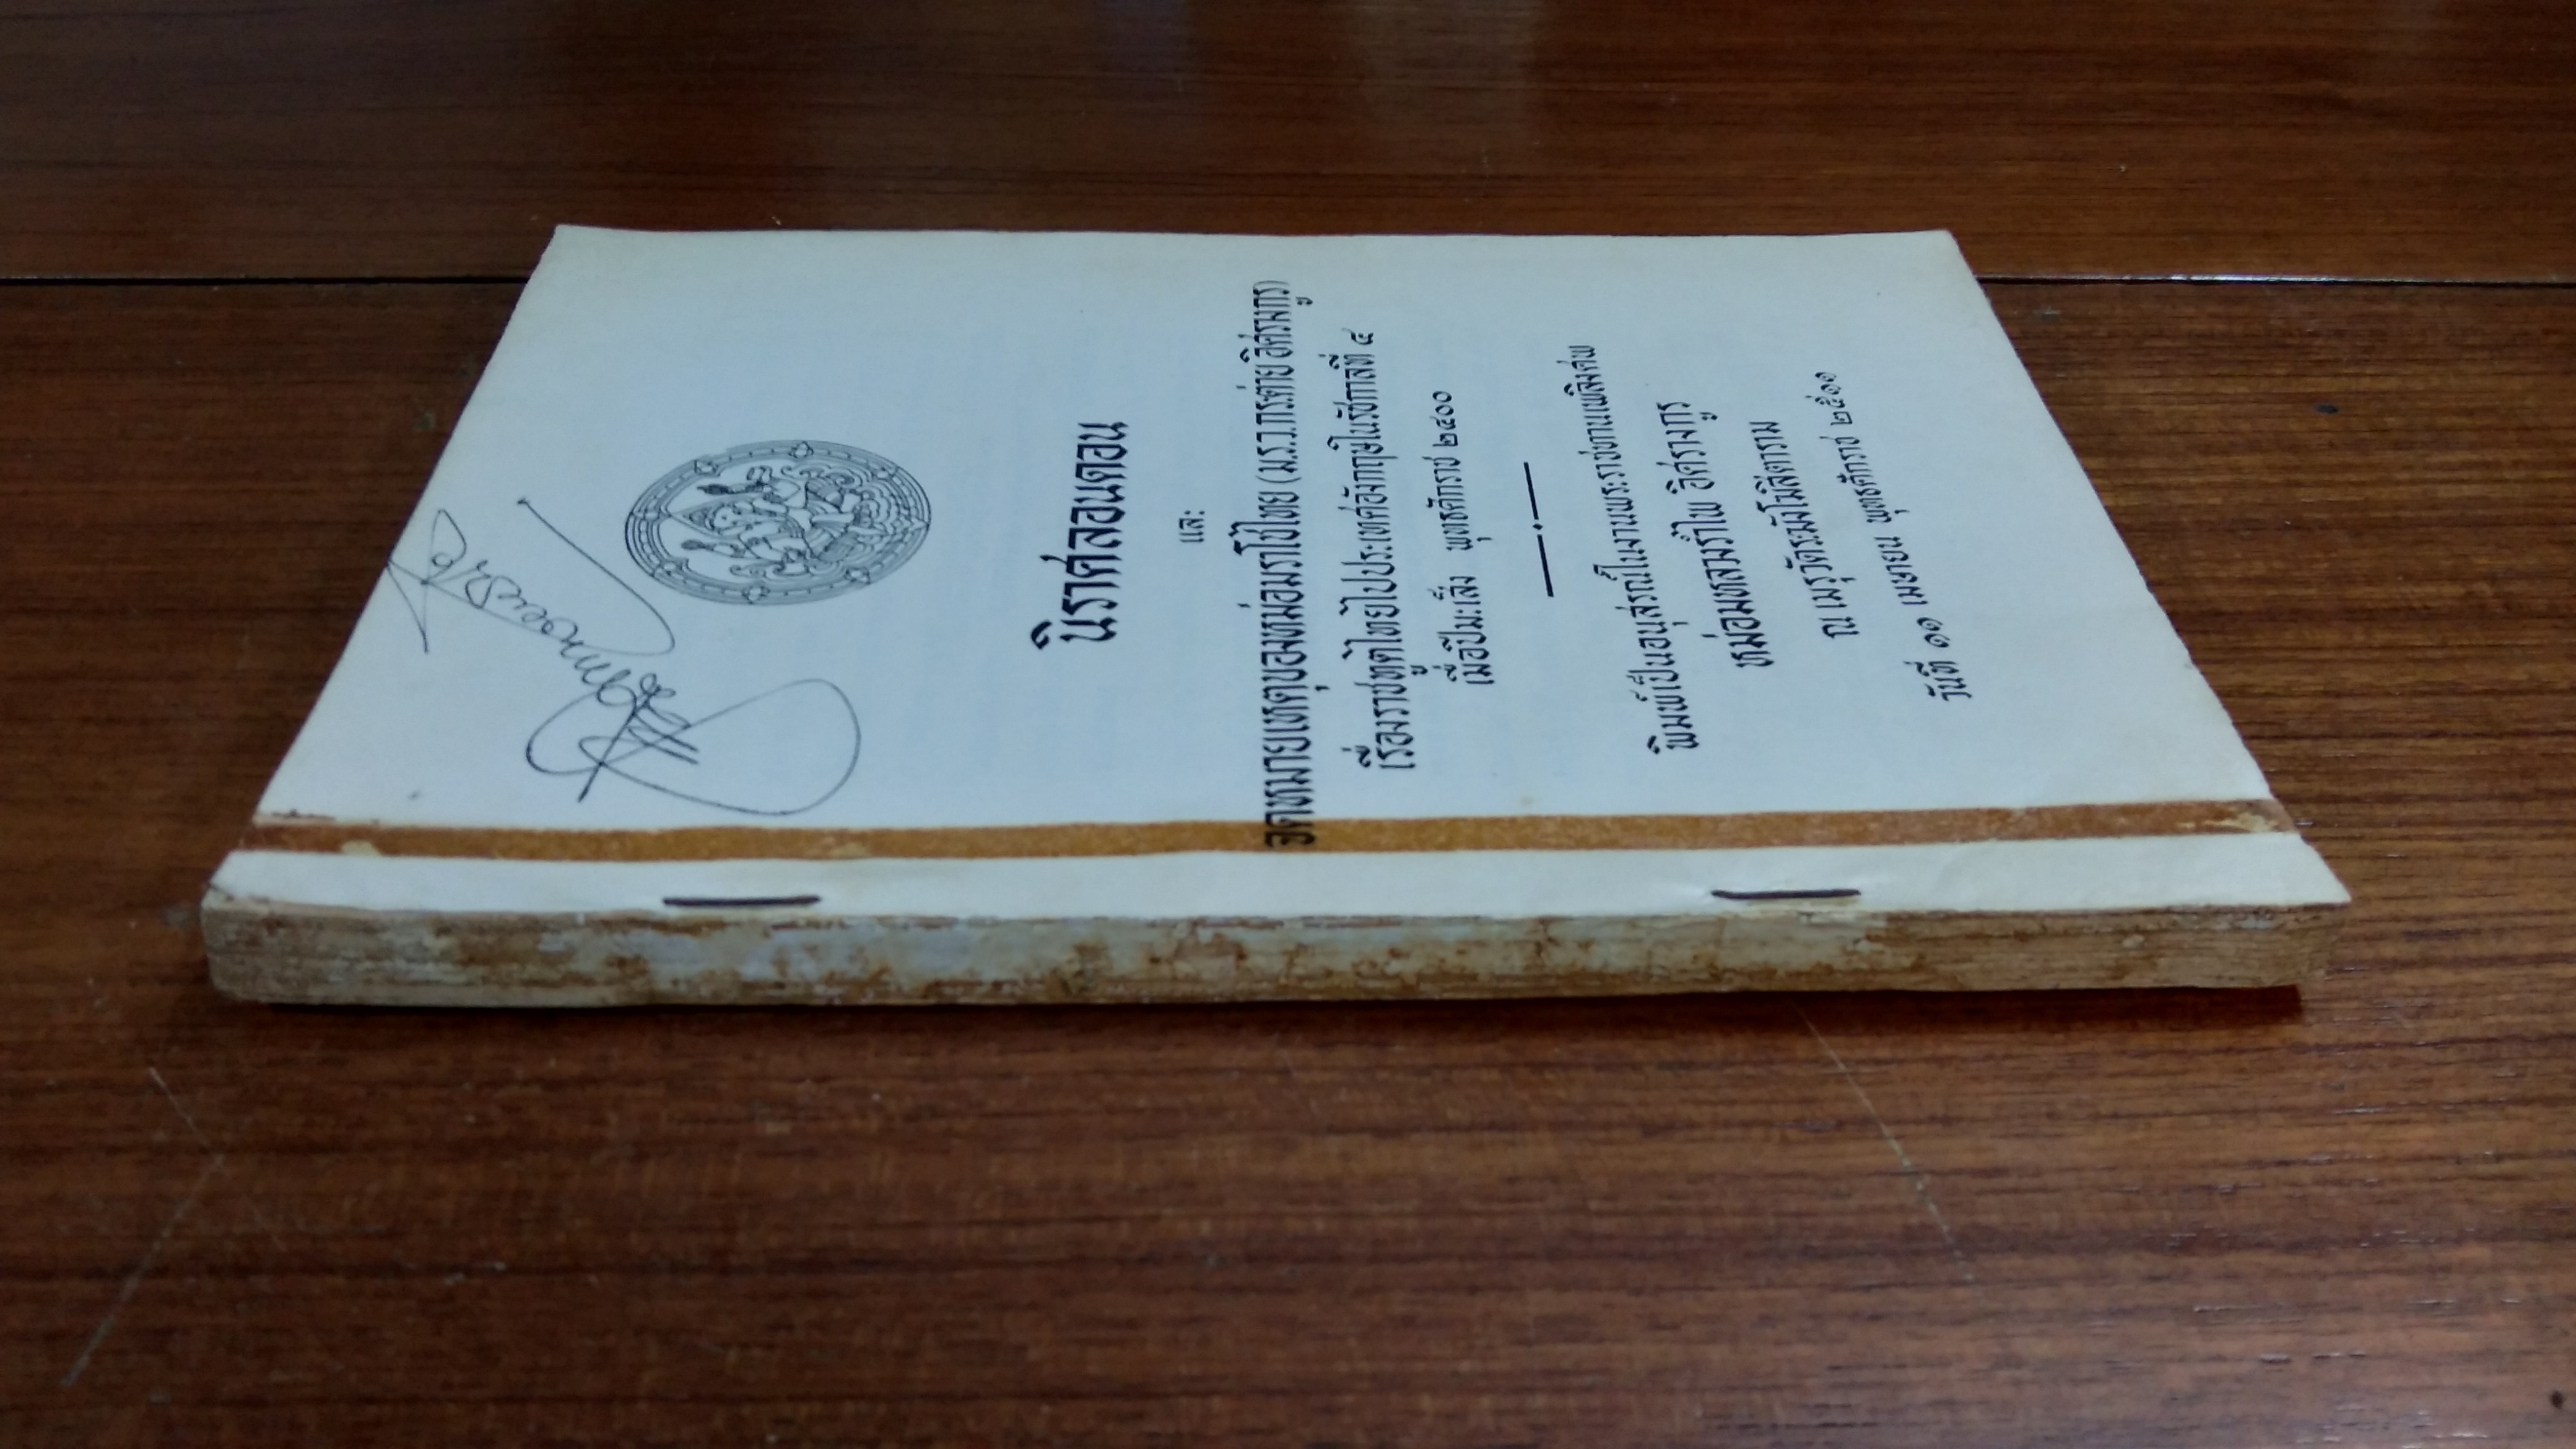 นิราศลอนดอน
และ
จดหมายเหตุของหม่อมราโชไทย (ม.ร.ว.กระต่าย อิศรางกูร)
เรื่องราชทูตไทยไปประเทศอังกฤษในรัชกาลที่ ๔
เมื่อปีมะเส็ง พุทธศักราช ๒๔๐๐
พิมพ์เป็นอนุสรณ์ในงานพระราชทานเพลิงศพ
หม่อมหลวงรำไพ อิศรางกูร
ณ เมรุวัดระฆังโฆสิตาราม
วันที่ ๑๑ เมษายน พุทธศักราช ๒๕๑๑